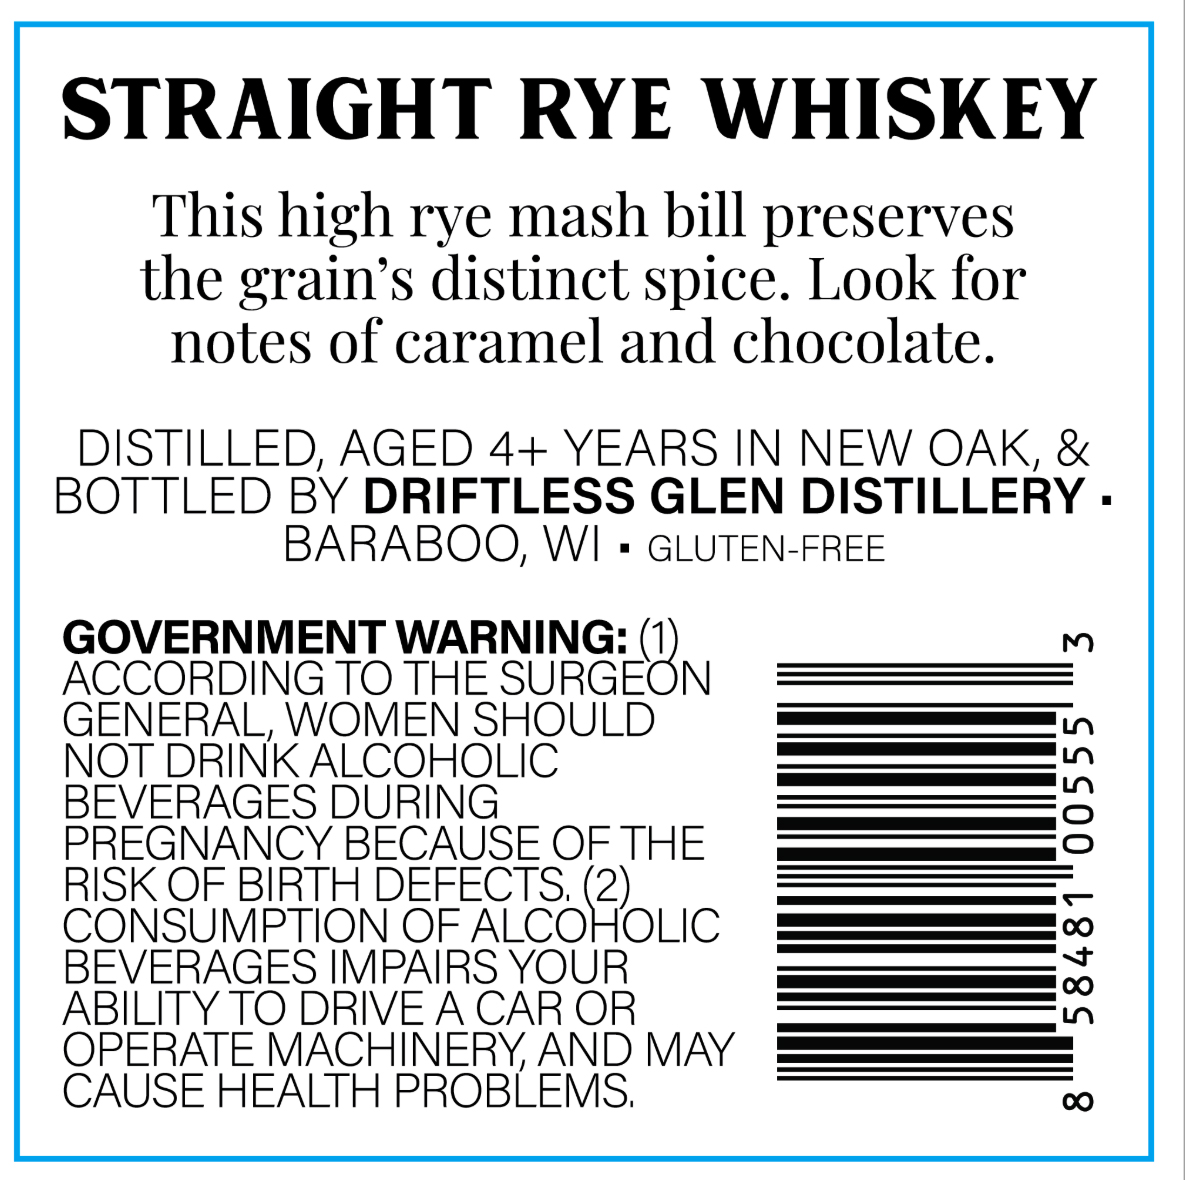 STRAIGHT RYE WHISKEY
This high rye mash bill preserves
the grain's distinct spice. Look for
notes of caramel and chocolate.
DISTILLED, AGED 4+ YEARS IN NEW OAK, &
BOTTLED BY DRIFTLESS GLEN DISTILLERY ▪
BARABOO, WI ▪ GLUTEN-FREE
GOVERNMENT WARNING: (1)
ACCORDING TO THE SURGEON
GENERAL, WOMEN SHOULD
NOT DRINK ALCOHOLIC
BEVERAGES DURING
PREGNANCY BECAUSE OF THE
RISK OF BIRTH DEFECTS. (2)
CONSUMPTION OF ALCOHOLIC
BEVERAGES IMPAIRS YOUR
ABILITY TO DRIVE A CAR OR
OPERATE MACHINERY, AND MAY
CAUSE HEALTH PROBLEMS.
8 58481 00555 3